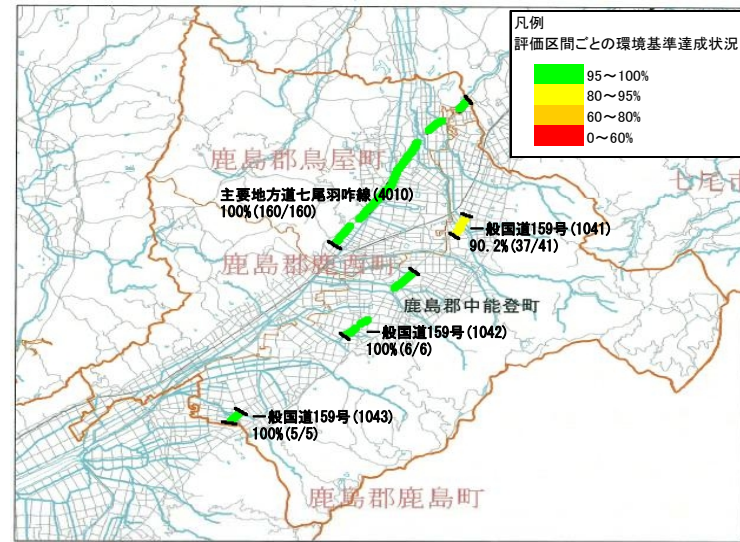 凡例
評価区間ごとの環境基準達成状況
95～100%
80～95%
60～80%
0～60%
鹿島郡鳥屋町
七尾市
主要地方道七尾羽咋線(4010)
100%(160/160)
一般国道159号(1041)
90.2%(37/41)
鹿島郡鹿西町
鹿島郡中能登町
一般国道159号(1042)
100%(6/6)
一般国道159号(1043)
100%(5/5)
鹿島郡鹿島町